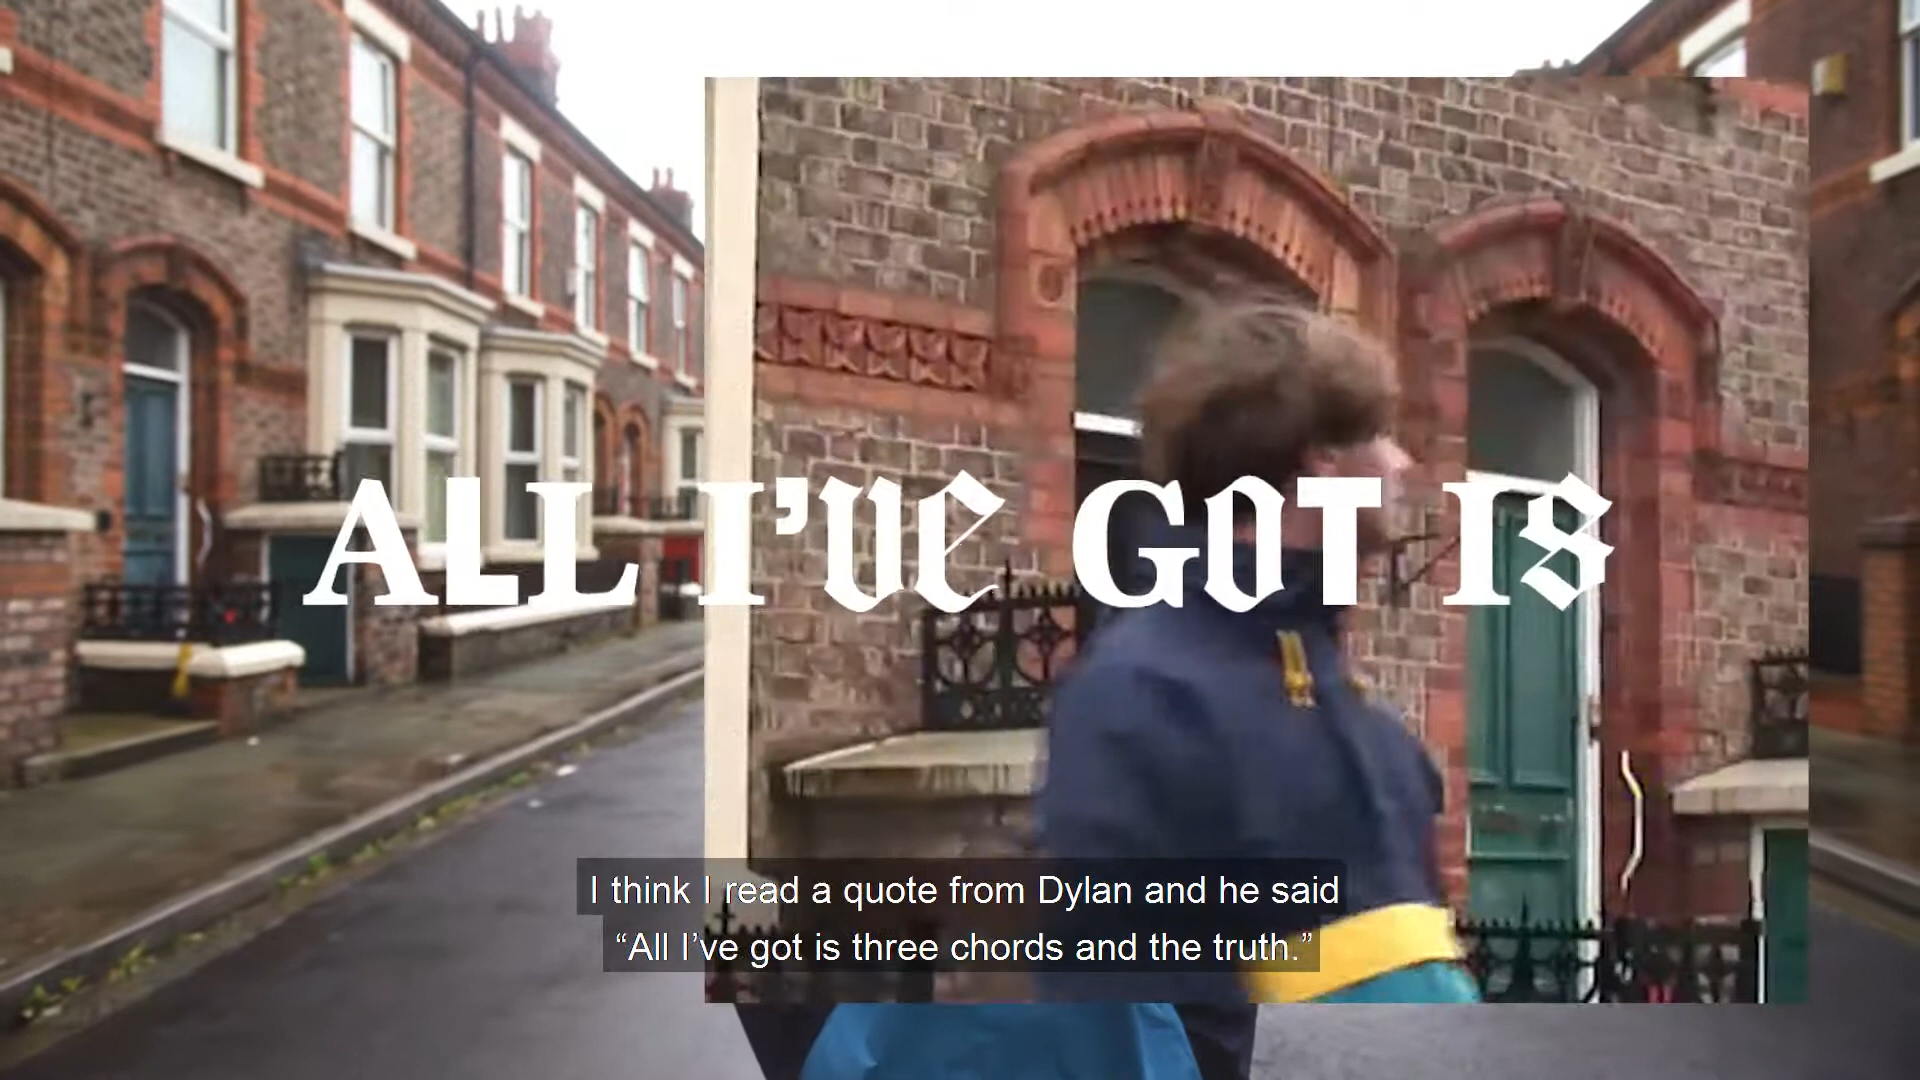 ALL I’VE GOT IS
I think I read a quote from Dylan and he said
“All I’ve got is three chords and the truth.”